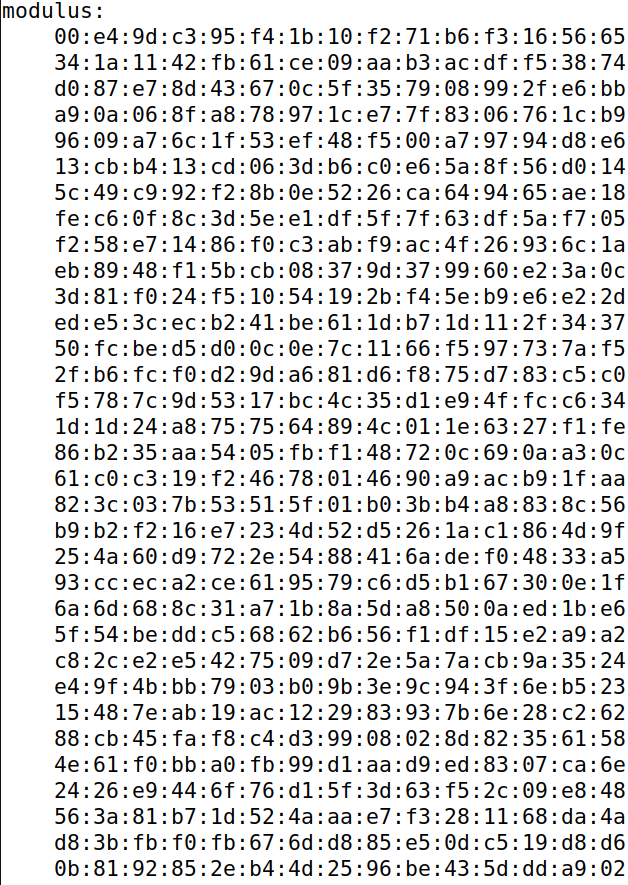 modulus:
00:e4:9d:c3:95:f4:1b:10:f2:71:b6:f3:16:56:65
34:1a:11:42:fb:61:ce:09:aa:b3:ac:df:f5:38:74
d0:87:e7:8d:43:67:0c:5f:35:79:08:99:2f:e6:bb
a9:0a:06:8f:a8:78:97:1c:e7:7f:83:06:76:1c:b9
96:09:a7:6c:1f:53:ef:48:f5:00:a7:97:94:d8:e6
13:cb:b4:13:cd:06:3d:b6:c0:e6:5a:8f:56:d0:14
5c:49:c9:92:f2:8b:0e:52:26:ca:64:94:65:ae:18
fe:c6:0f:8c:3d:5e:e1:df:5f:7f:63:df:5a:f7:05
f2:58:e7:14:86:f0:c3:ab:f9:ac:4f:26:93:6c:1a
eb:89:48:f1:5b:cb:08:37:9d:37:99:60:e2:3a:0c
3d:81:f0:24:f5:10:54:19:2b:f4:5e:b9:e6:e2:2d
ed:e5:3c:ec:b2:41:be:61:1d:b7:1d:11:2f:34:37
50:fc:be:d5:d0:0c:0e:7c:11:66:f5:97:73:7a:f5
2f:b6:fc:f0:d2:9d:a6:81:d6:f8:75:d7:83:c5:c0
f5:78:7c:9d:53:17:bc:4c:35:d1:e9:4f:fc:c6:34
1d:1d:24:a8:75:75:64:89:4c:01:1e:63:27:f1:fe
86:b2:35:aa:54:05:fb:f1:48:72:0c:69:0a:a3:0c
61:c0:c3:19:f2:46:78:01:46:90:a9:ac:b9:1f:aa
82:3c:03:7b:53:51:5f:01:b0:3b:b4:a8:83:8c:56
b9:b2:f2:16:e7:23:4d:52:d5:26:1a:c1:86:4d:9f
25:4a:60:d9:72:2e:54:88:41:6a:de:f0:48:33:a5
93:cc:ec:a2:ce:61:95:79:c6:d5:b1:67:30:0e:1f
6a:6d:68:8c:31:a7:1b:8a:5d:a8:50:0a:ed:1b:e6
5f:54:be:dd:c5:68:62:b6:56:f1:df:15:e2:a9:a2
c8:2c:e2:e5:42:75:09:d7:2e:5a:7a:cb:9a:35:24
e4:9f:4b:bb:79:03:b0:9b:3e:9c:94:3f:6e:b5:23
15:48:7e:ab:19:ac:12:29:83:93:7b:6e:28:c2:62
88:cb:45:fa:f8:c4:d3:99:08:02:8d:82:35:61:58
4e:61:f0:bb:a0:fb:99:d1:aa:d9:ed:83:07:ca:6e
24:26:e9:44:6f:76:d1:5f:3d:63:f5:2c:09:e8:48
56:3a:81:b7:1d:52:4a:aa:e7:f3:28:11:68:da:4a
d8:3b:fb:f0:fb:67:6d:d8:85:e5:0d:c5:19:d8:d6
0b:81:92:85:2e:b4:4d:25:96:be:43:5d:dd:a9:02